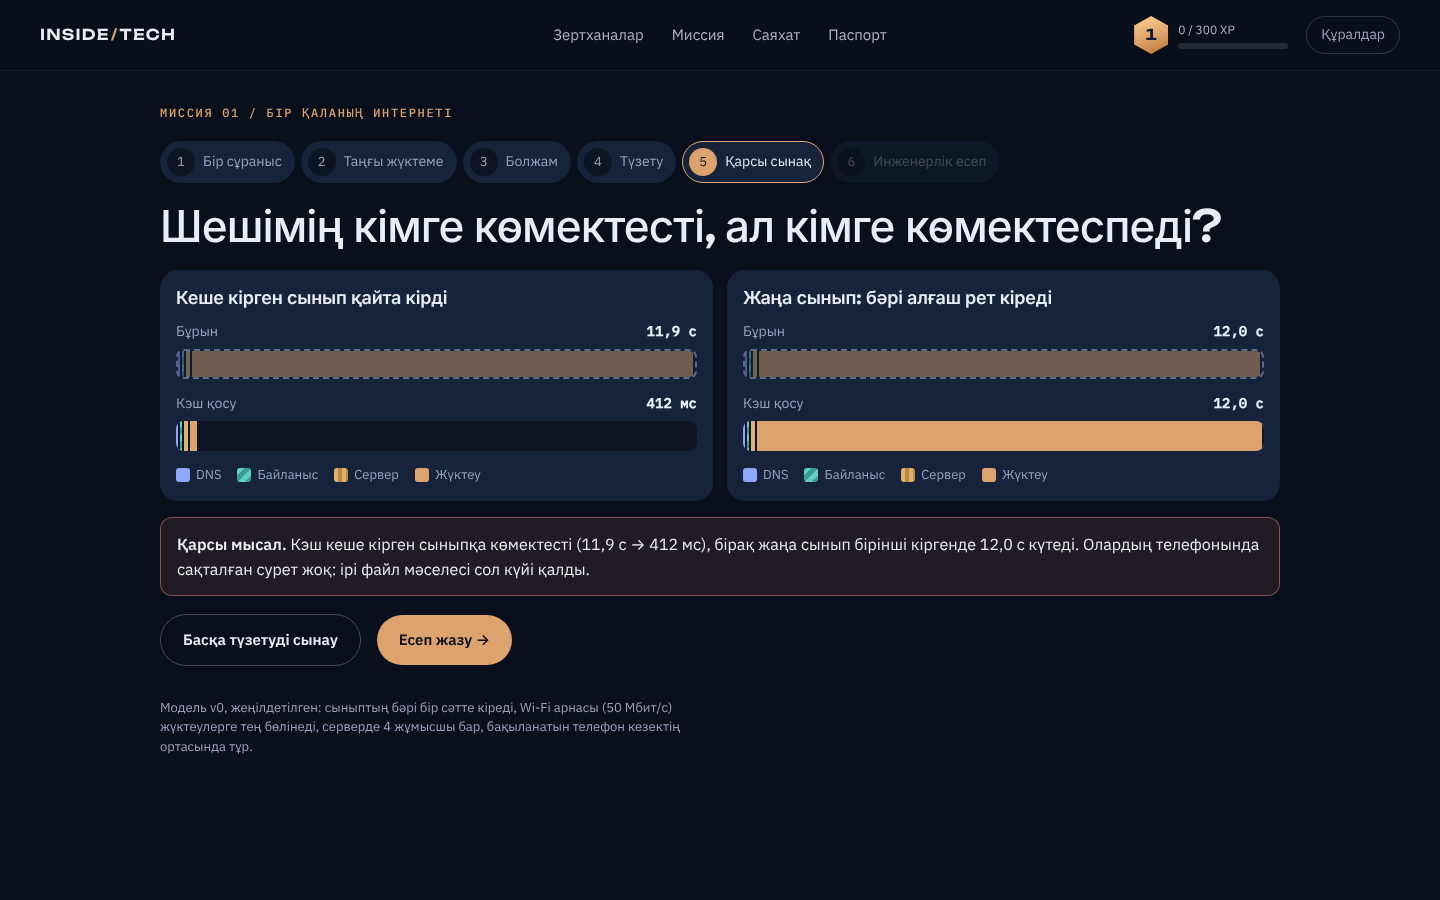 INSIDE/TECH
Зертханалар Миссия Саяхат Паспорт
1 0 / 300 XP Құралдар
МИССИЯ 01 / БІР ҚАЛАНЫҢ ИНТЕРНЕТІ
1 Бір сұраныс 2 Таңғы жүктеме 3 Болжам 4 Түзету 5 Қарсы сынақ 6 Инженерлік есеп
Шешімің кімге көмектесті, ал кімге көмектеспеді?
Кеше кірген сынып қайта кірді
Бұрын 11,9 с
Кэш қосу 412 мс
DNS Байланыс Сервер Жүктеу
Жаңа сынып: бәрі алғаш рет кіреді
Бұрын 12,0 с
Кэш қосу 12,0 с
DNS Байланыс Сервер Жүктеу
Қарсы мысал. Кэш кеше кірген сыныпқа көмектесті (11,9 с → 412 мс), бірақ жаңа сынып бірінші кіргенде 12,0 с күтеді. Олардың телефонында
сақталған сурет жоқ: ірі файл мәселесі сол күйі қалды.
Басқа түзетуді сынау Есеп жазу →
Модель v0, жеңілдетілген: сыныптың бәрі бір сәтте кіреді, Wi-Fi арнасы (50 Мбит/с)
жүктеулерге тең бөлінеді, серверде 4 жұмысшы бар, бақыланатын телефон кезектің
ортасында тұр.